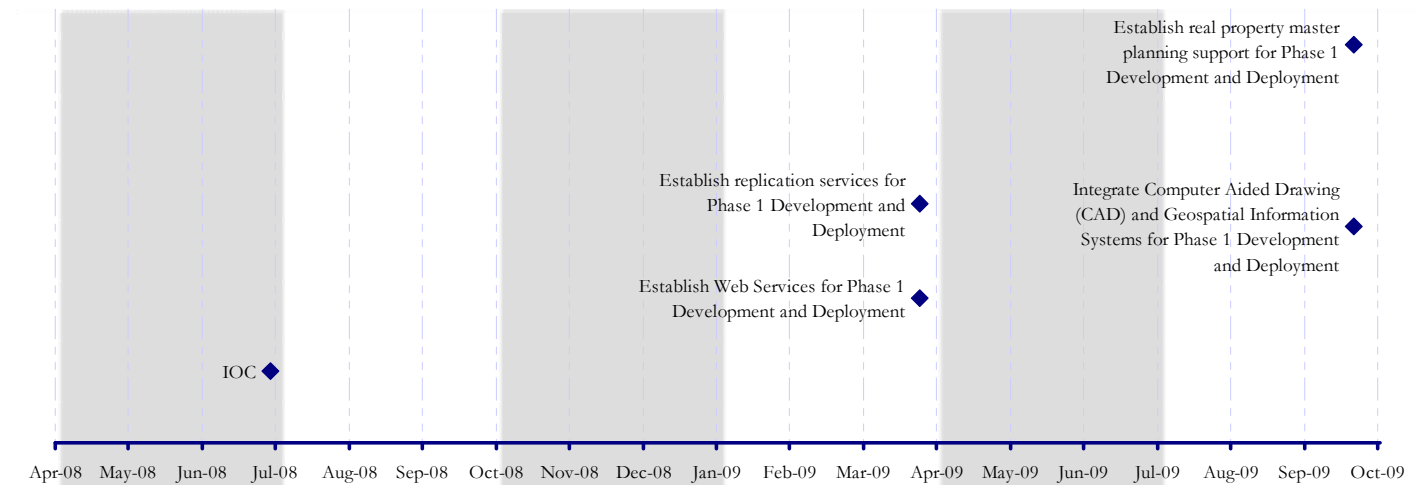 Establish real property master
planning support for Phase 1
Development and Deployment
Establish replication services for
Phase 1 Development and
Deployment
Integrate Computer Aided Drawing
(CAD) and Geospatial Information
Systems for Phase 1 Development
and Deployment
Establish Web Services for Phase 1
Development and Deployment
IOC
Apr-08 May-08 Jun-08 Jul-08 Aug-08 Sep-08 Oct-08 Nov-08 Dec-08 Jan-09 Feb-09 Mar-09 Apr-09 May-09 Jun-09 Jul-09 Aug-09 Sep-09 Oct-09